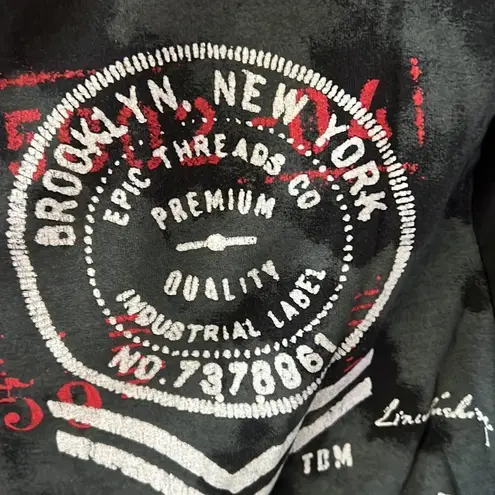 BROOKLYN, NEW YORK
EPIC THREADS CO
PREMIUM
QUALITY
INDUSTRIAL LABEL
NO.7378861
TDM